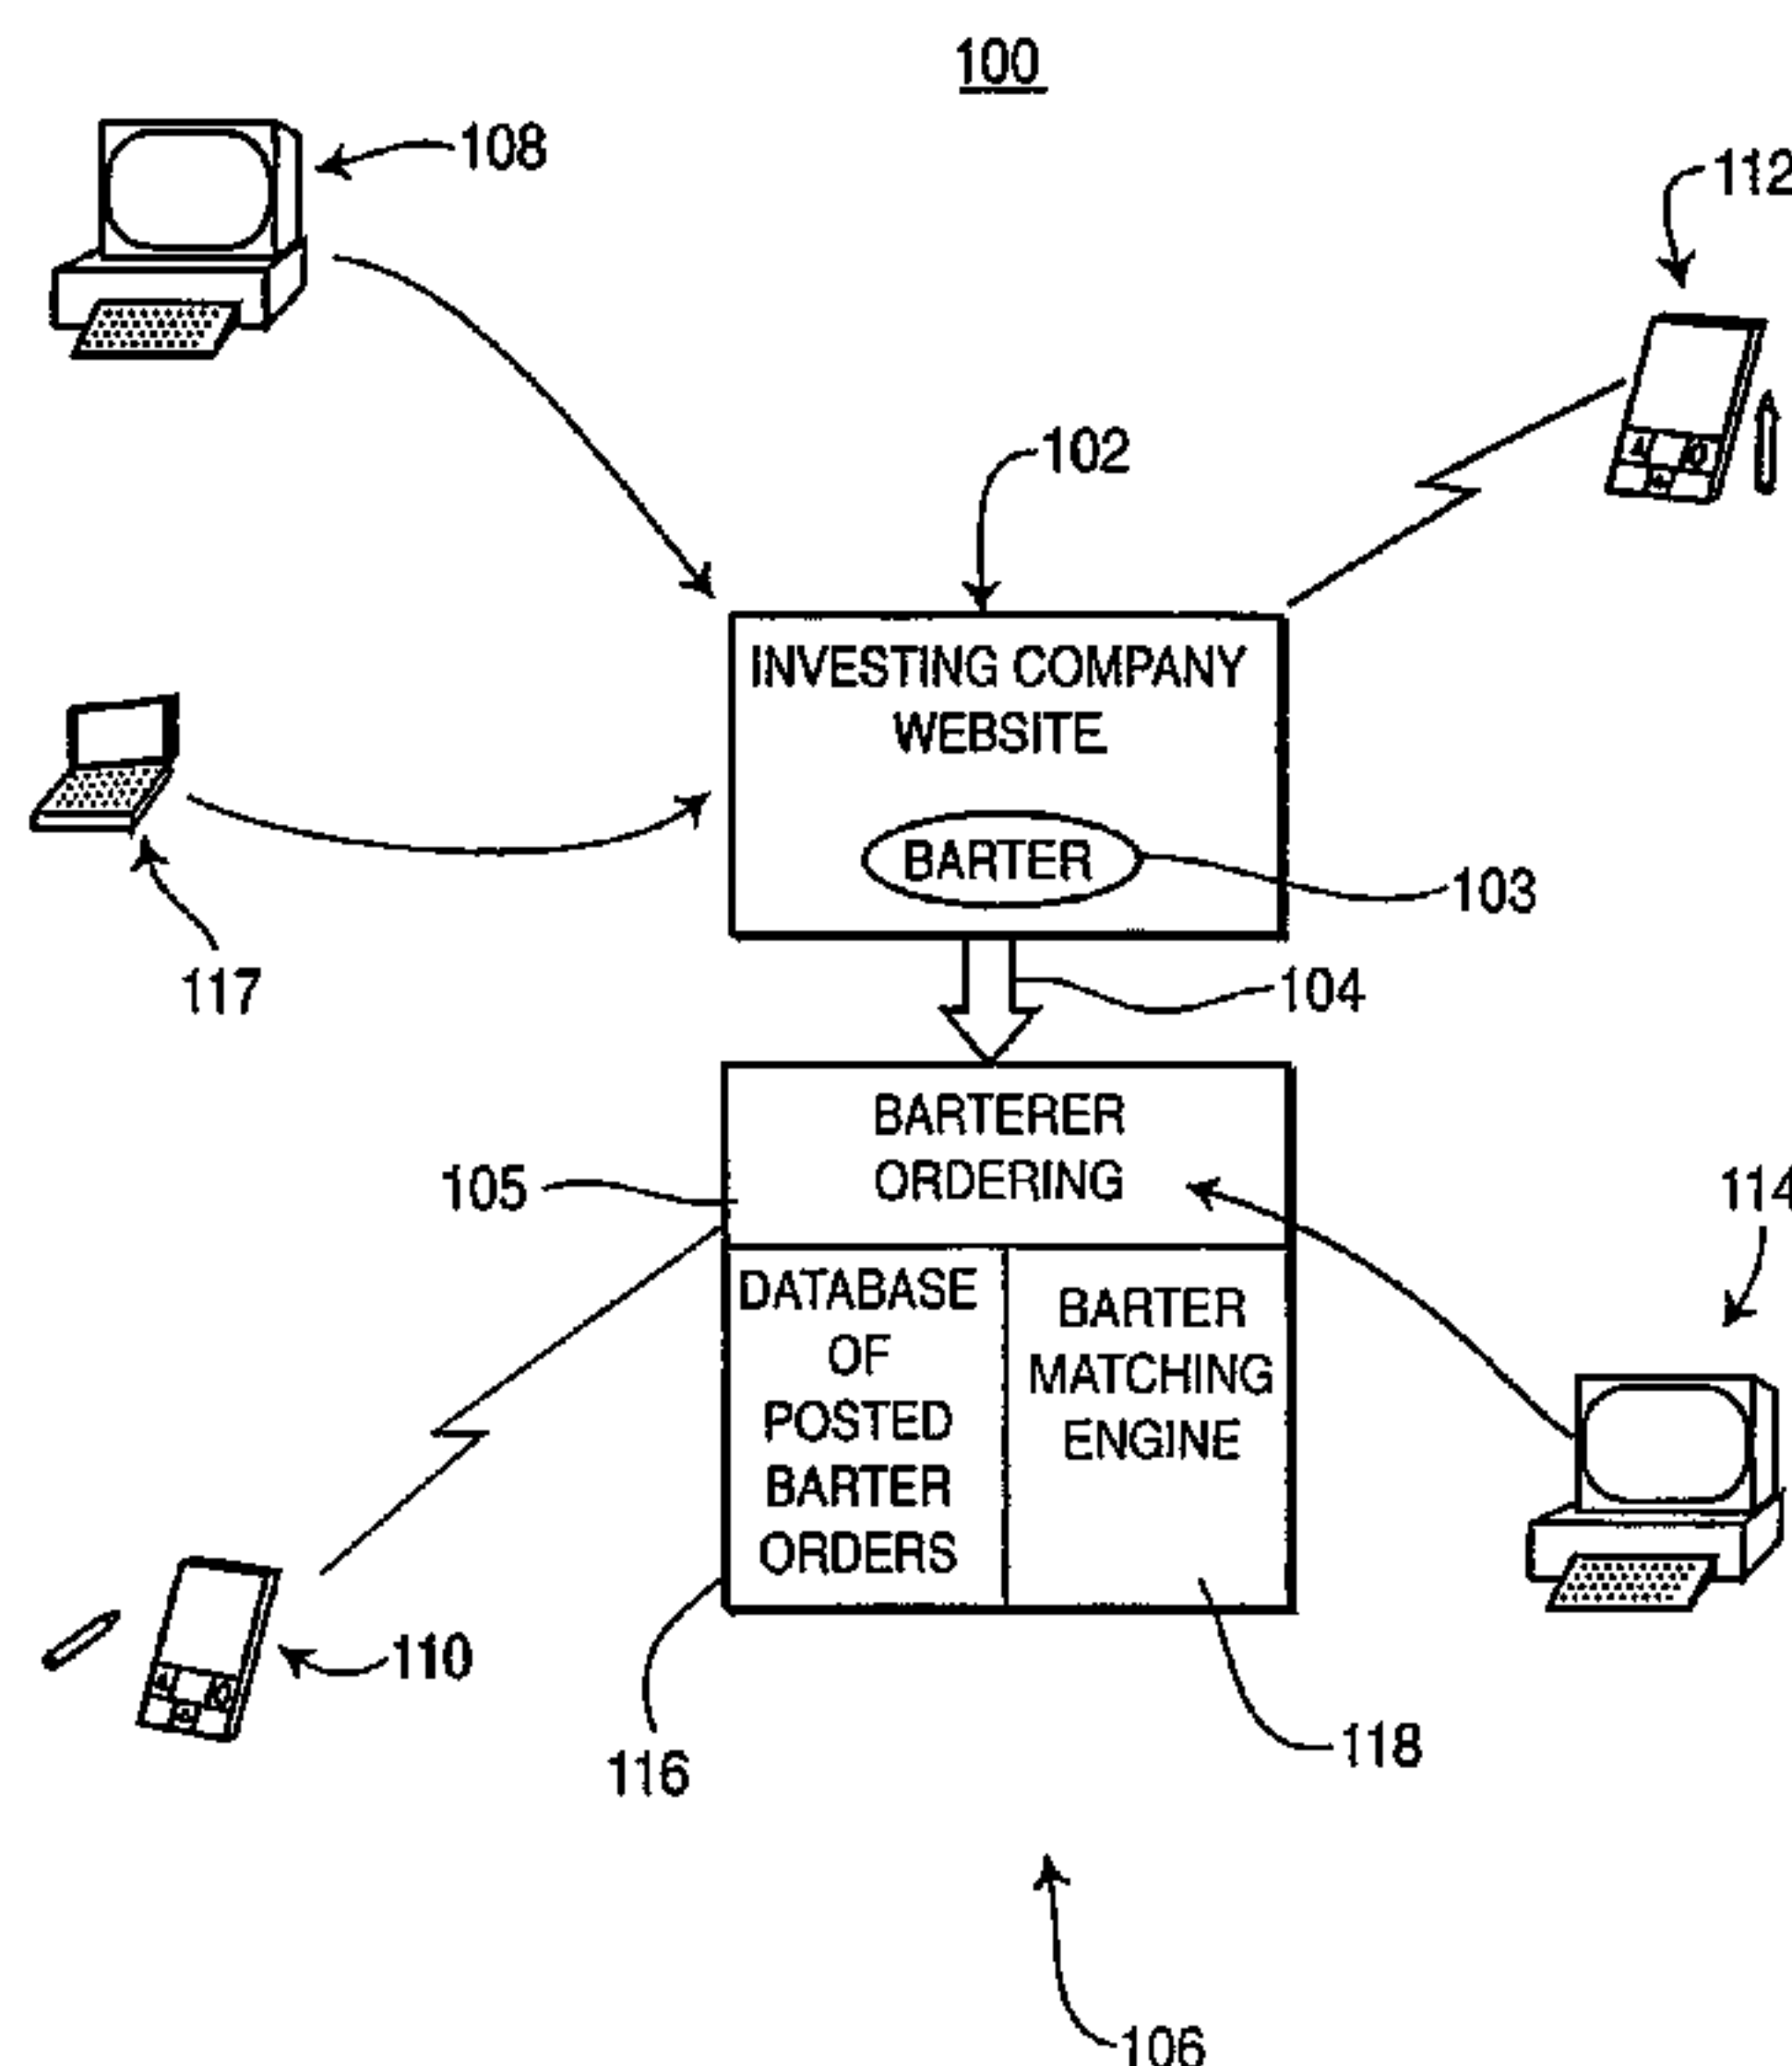 100
108
112
102
INVESTING COMPANY
WEBSITE
BARTER
103
117
104
BARTERER
ORDERING
105
114
DATABASE
OF
POSTED
BARTER
ORDERS
BARTER
MATCHING
ENGINE
110
116
118
106